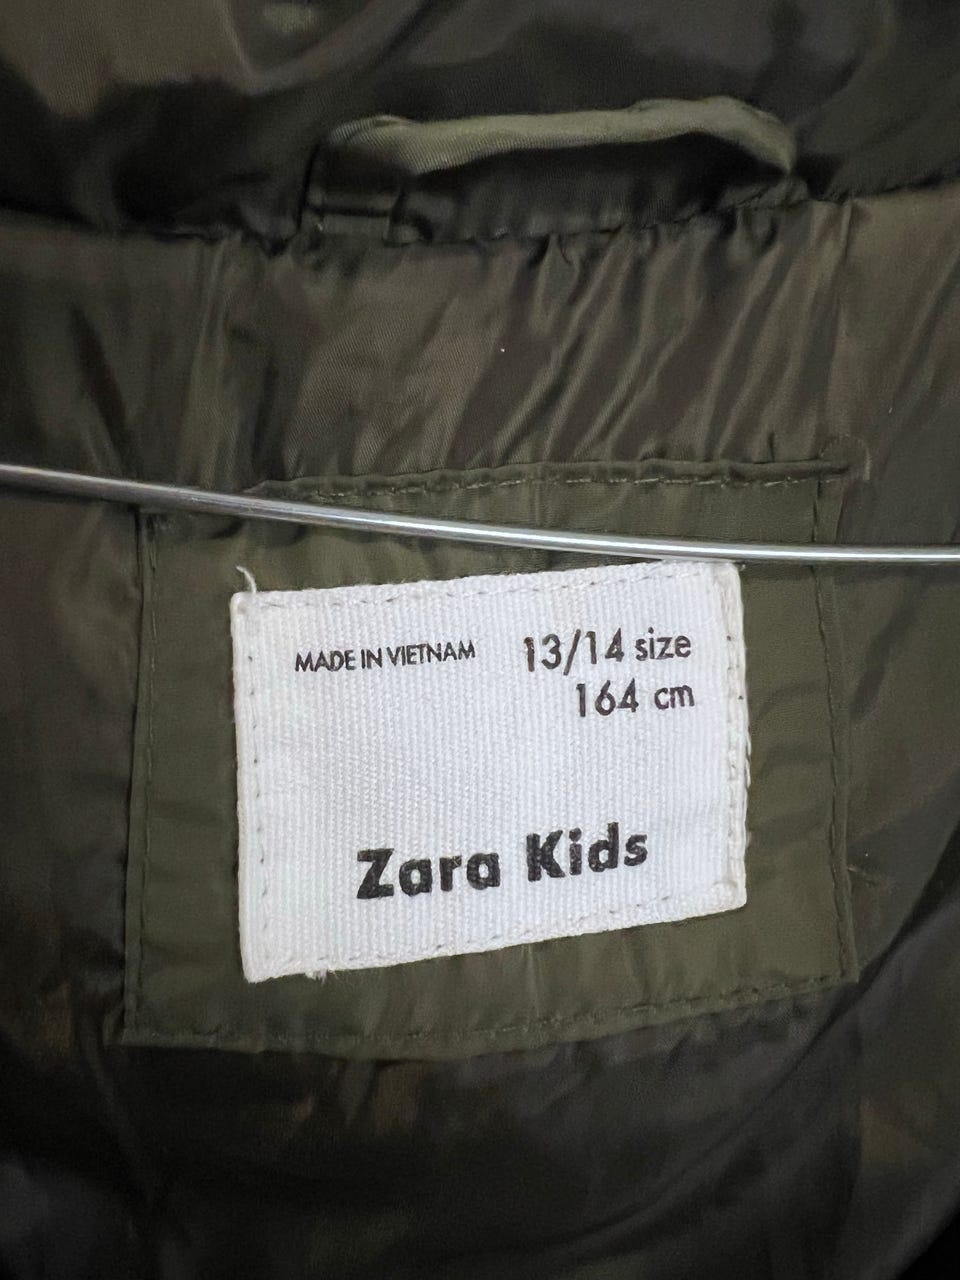 MADE IN VIETNAM 13/14 size
164 cm
Zara Kids